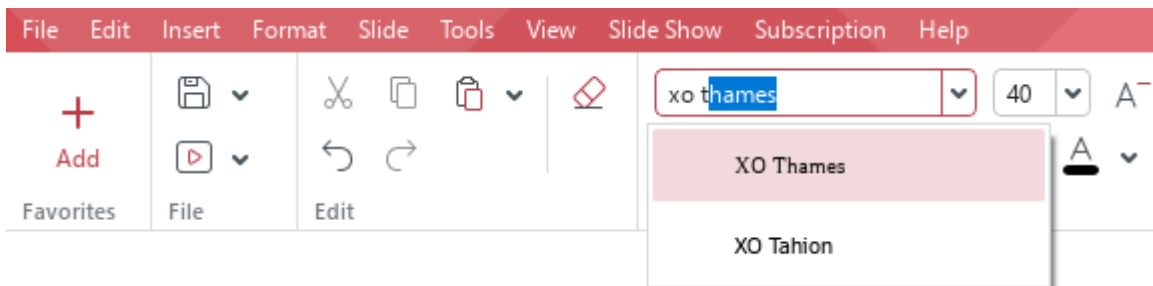 File Edit Insert Format Slide Tools View Slide Show Subscription Help
xo thames 40 A
Add A
XO Thames
Favorites File Edit
XO Tahion